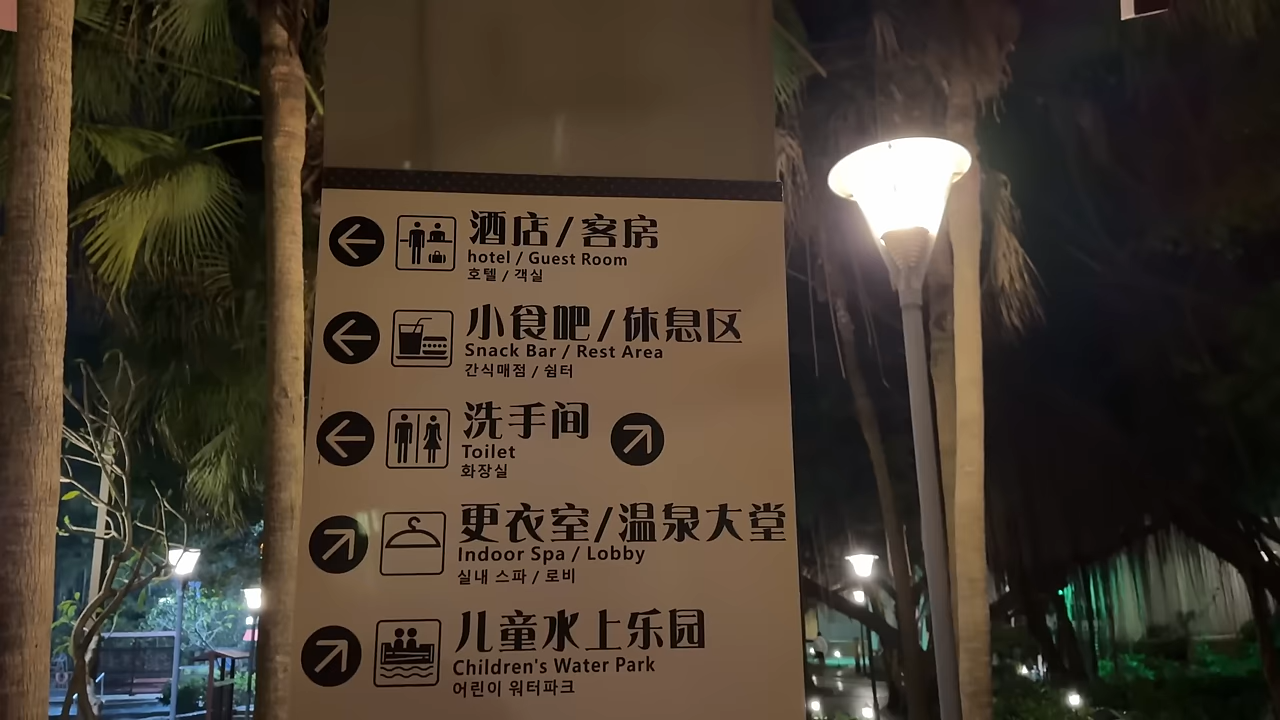 酒店/客房
hotel / Guest Room
호텔 / 객실
小食吧/休息区
Snack Bar / Rest Area
간식매점 / 쉼터
洗手间
Toilet
화장실
更衣室/温泉大堂
Indoor Spa / Lobby
실내 스파 / 로비
儿童水上乐园
Children's Water Park
어린이 워터파크